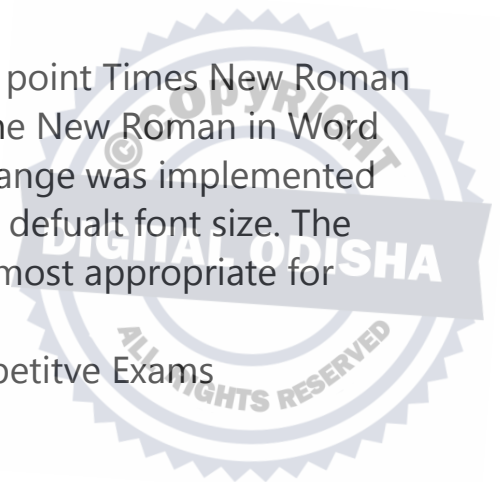 point Times New Roman
ne New Roman in Word
ange was implemented
defualt font size. The
most appropriate for
petitve Exams
©COPYRIGHT
DIGITAL ODISHA
ALL RIGHTS RESERVED